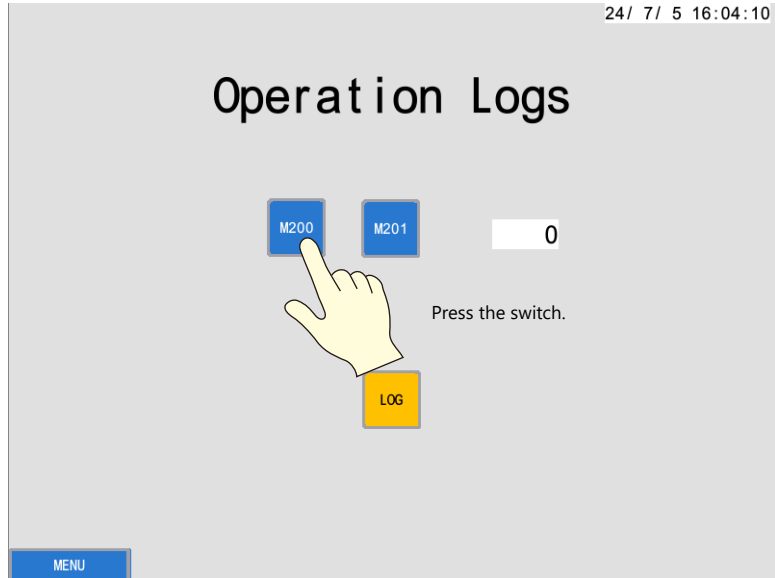 24/ 7/ 5 16:04:10
Operation Logs
M200
M201
0
Press the switch.
LOG
MENU